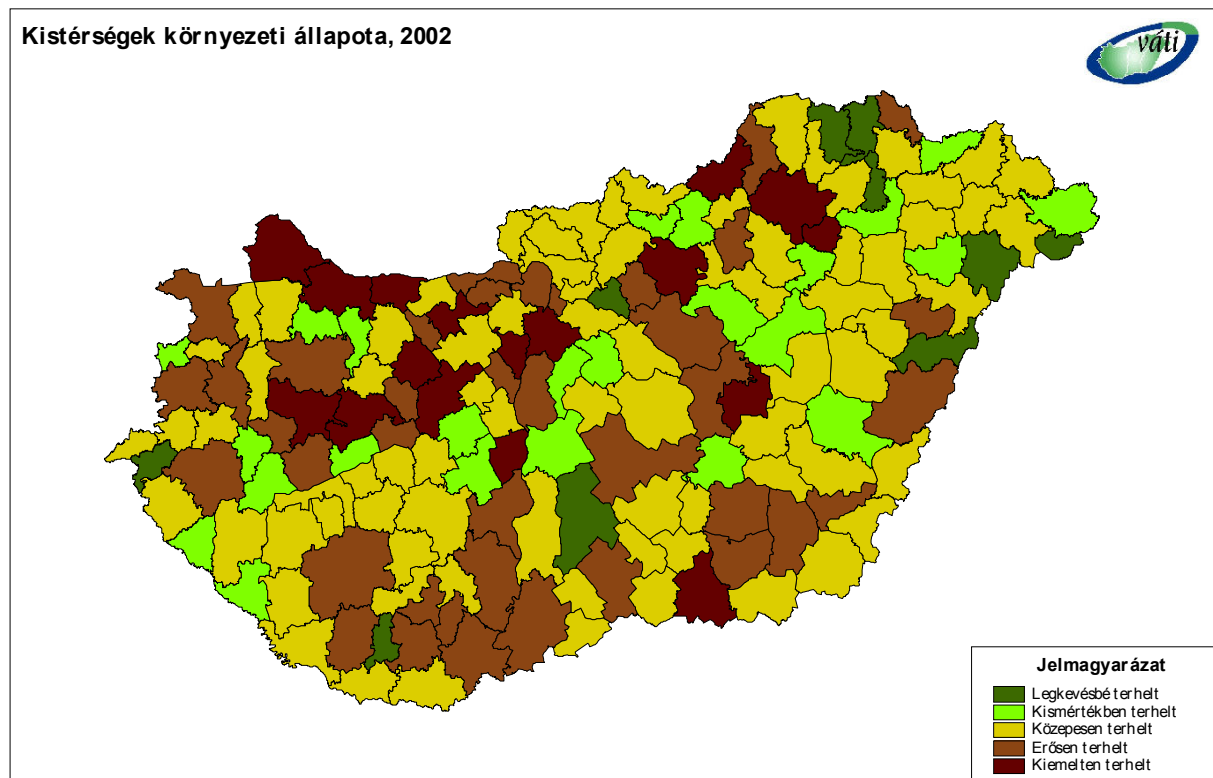 Kistérségek környezeti állapota, 2002
váti
Jelmagyarázat
Legkevésbé terhelt
Kismértékben terhelt
Közepesen terhelt
Erősen terhelt
Kiemelten terhelt